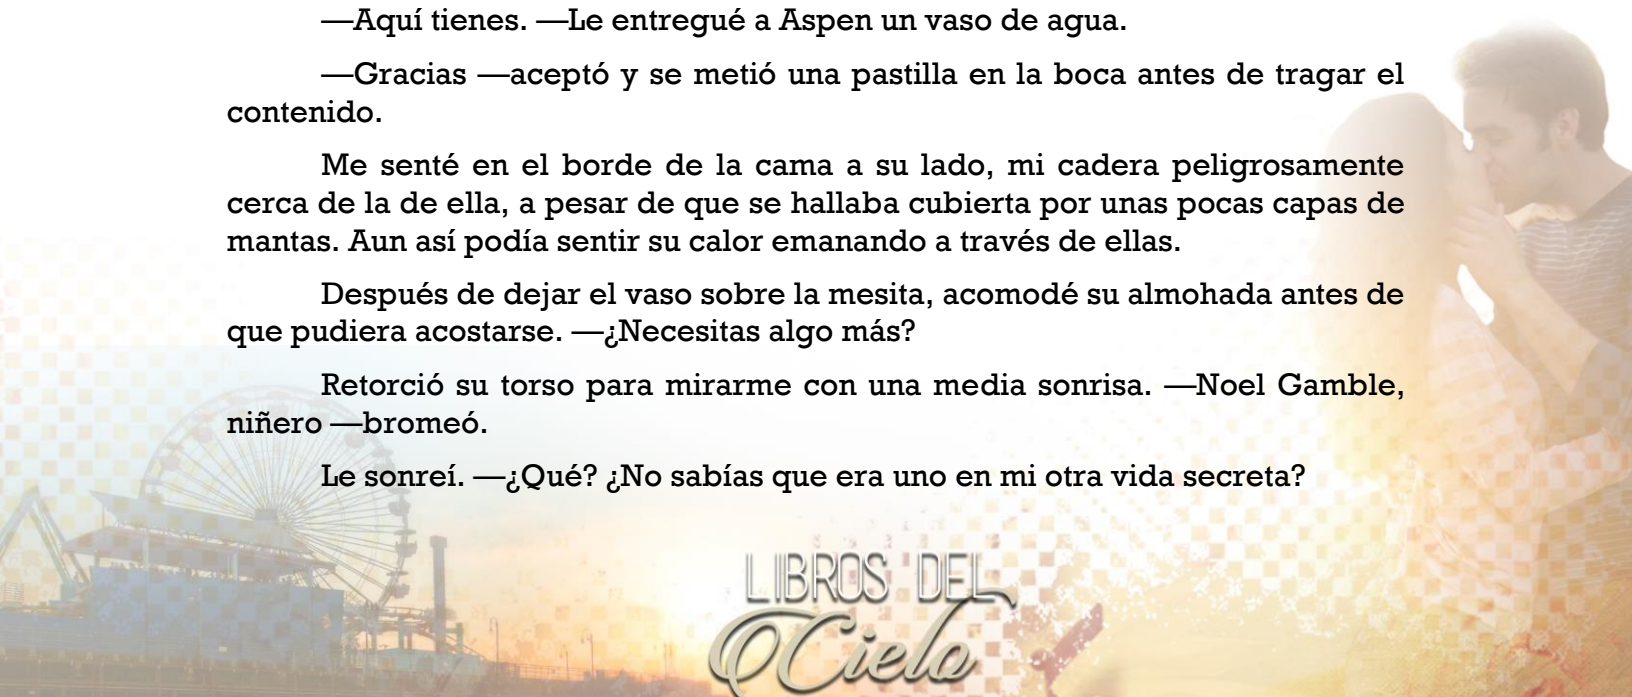 —Aquí tienes. —Le entregué a Aspen un vaso de agua.
—Gracias —aceptó y se metió una pastilla en la boca antes de tragar el
contenido.
Me senté en el borde de la cama a su lado, mi cadera peligrosamente
cerca de la de ella, a pesar de que se hallaba cubierta por unas pocas capas de
mantas. Aun así podía sentir su calor emanando a través de ellas.
Después de dejar el vaso sobre la mesita, acomodé su almohada antes de
que pudiera acostarse. —¿Necesitas algo más?
Retorció su torso para mirarme con una media sonrisa. —Noel Gamble,
niñero —bromeó.
Le sonreí. —¿Qué? ¿No sabías que era uno en mi otra vida secreta?
LIBROS DEL
Cielo